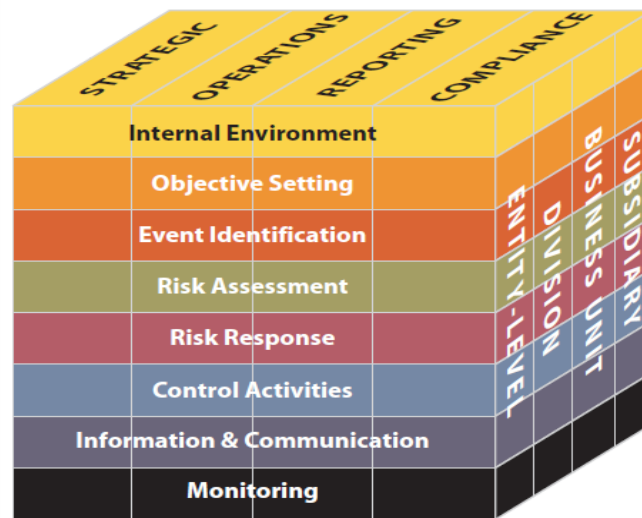 STRATEGIC
OPERATIONS
REPORTING
COMPLIANCE
Internal Environment
Objective Setting
Event Identification
Risk Assessment
Risk Response
Control Activities
Information & Communication
Monitoring
ENTITY-LEVEL
DIVISION
BUSINESS UNIT
SUBSIDIARY